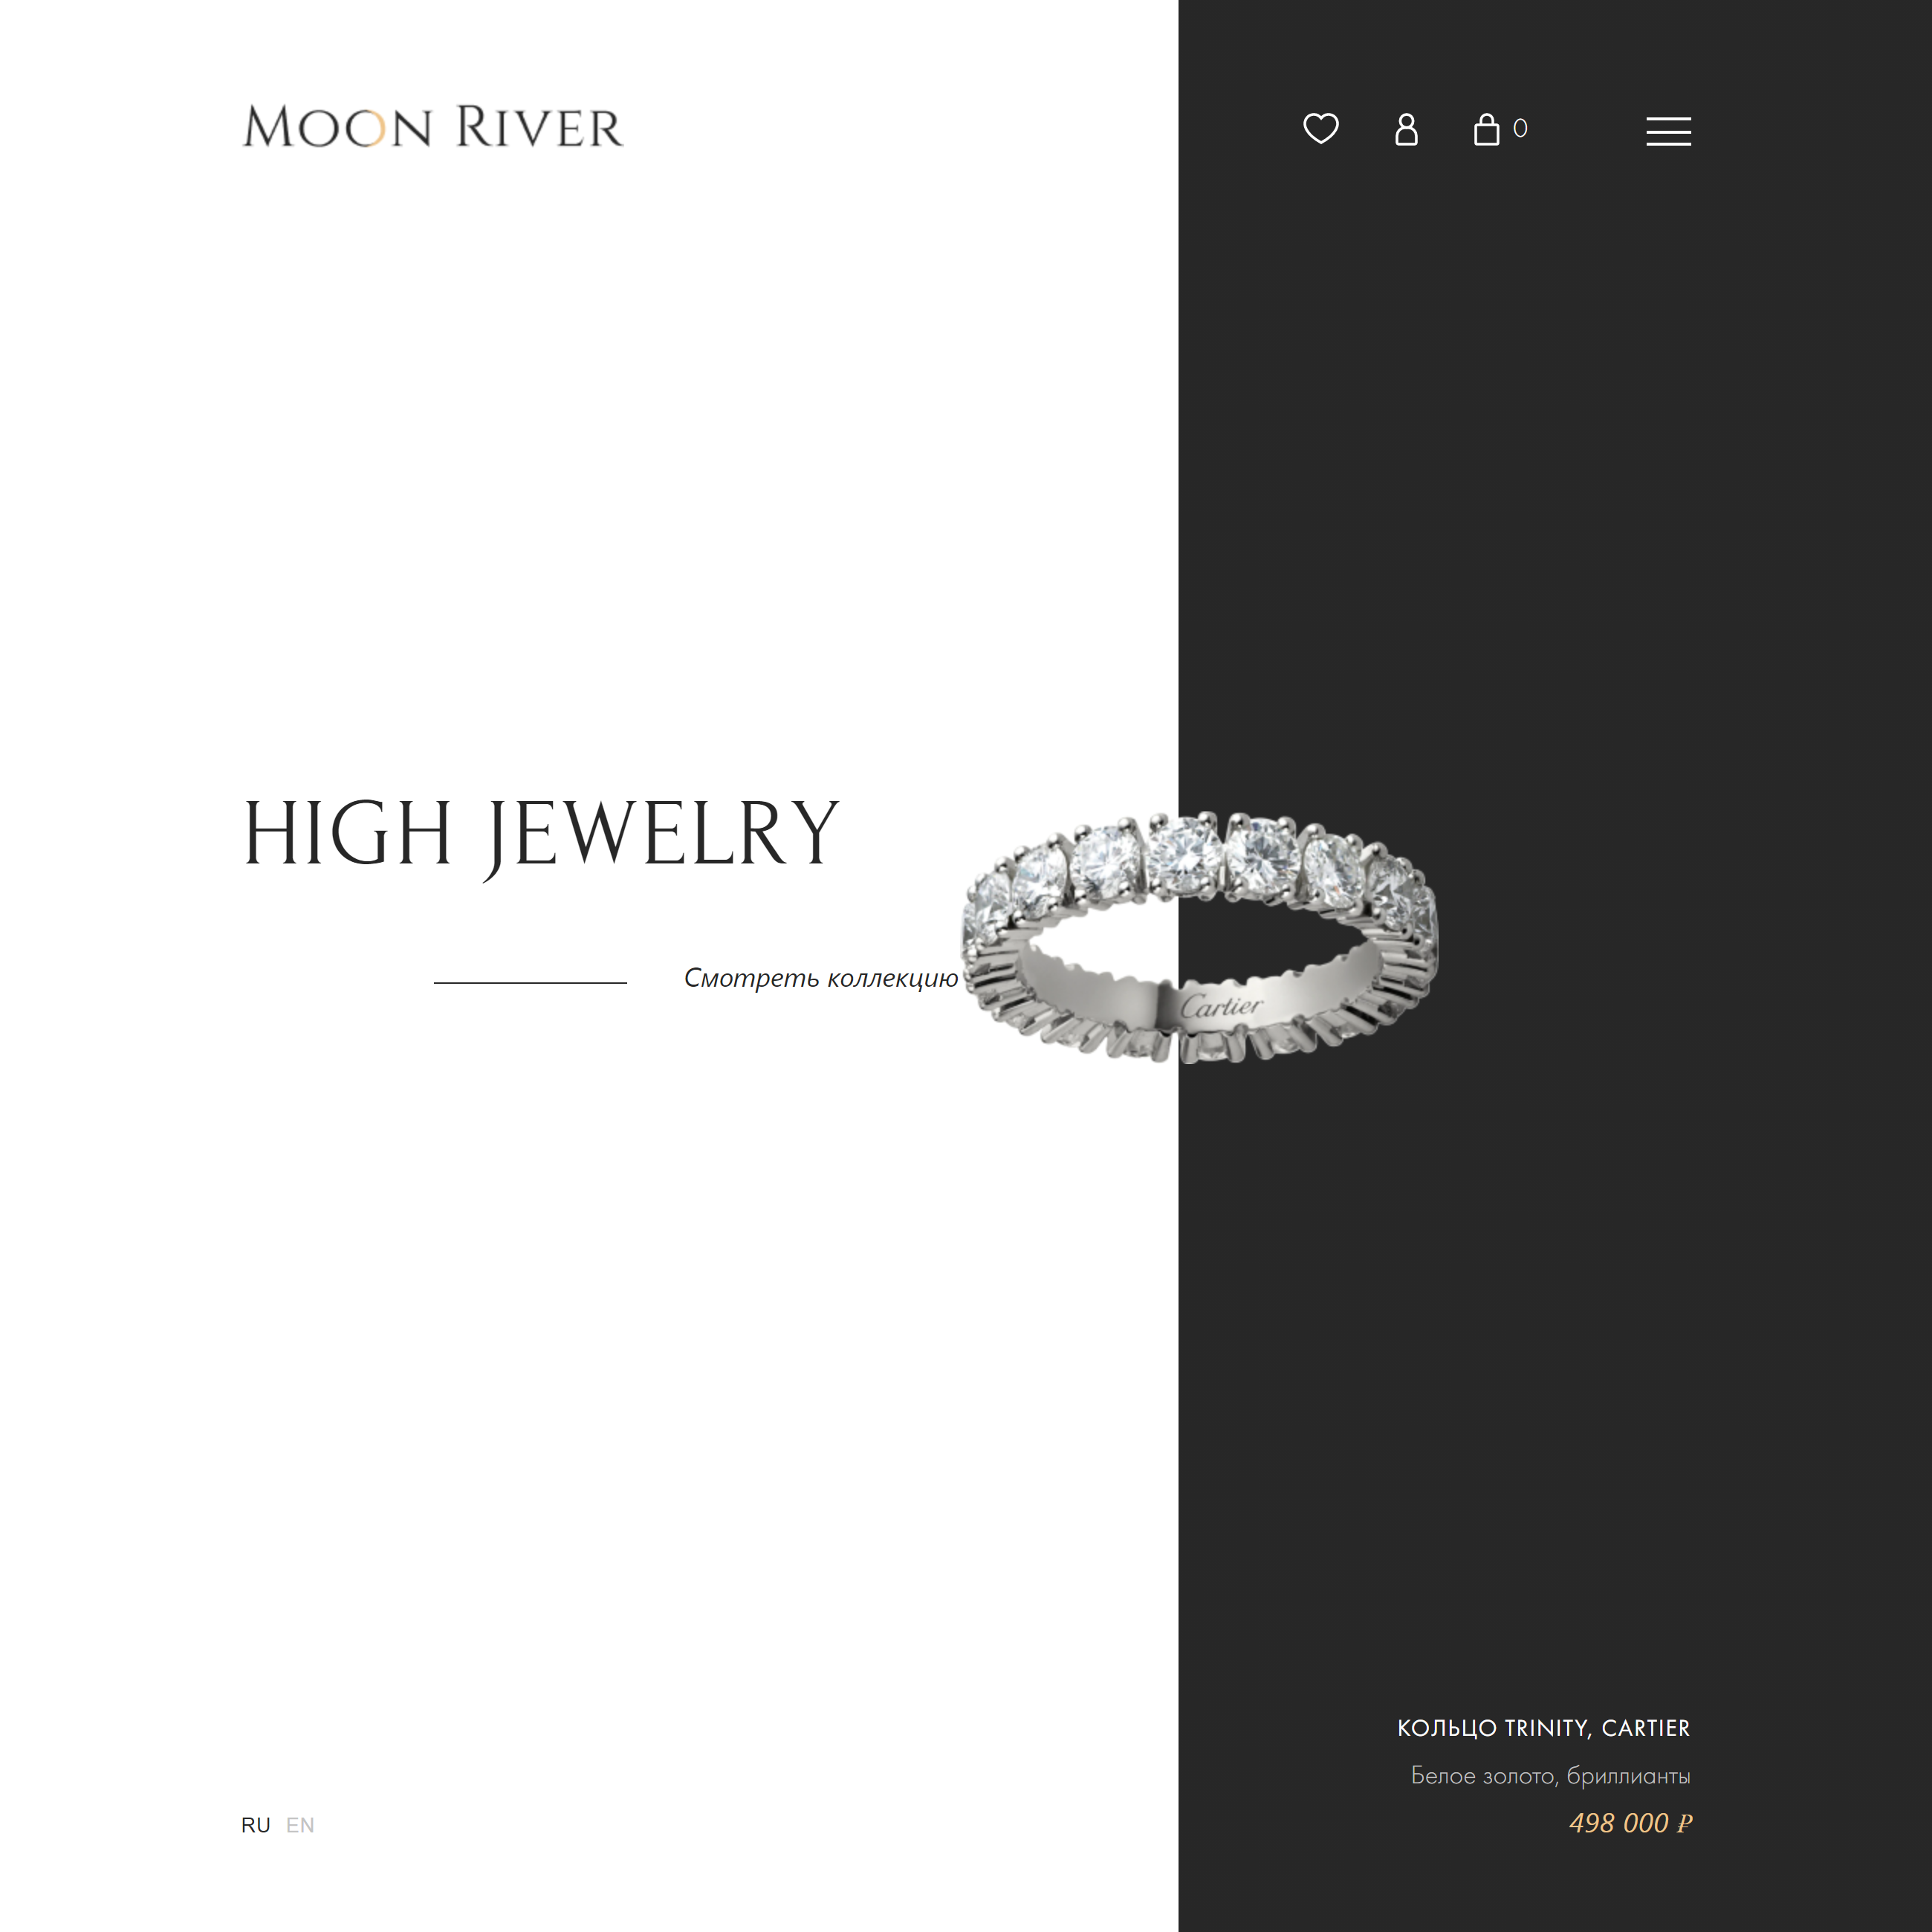 MOON RIVER
0
HIGH JEWELRY
Смотреть коллекцию
Cartier
КОЛЬЦО TRINITY, CARTIER
Белое золото, бриллианты
498 000 ₽
RU EN